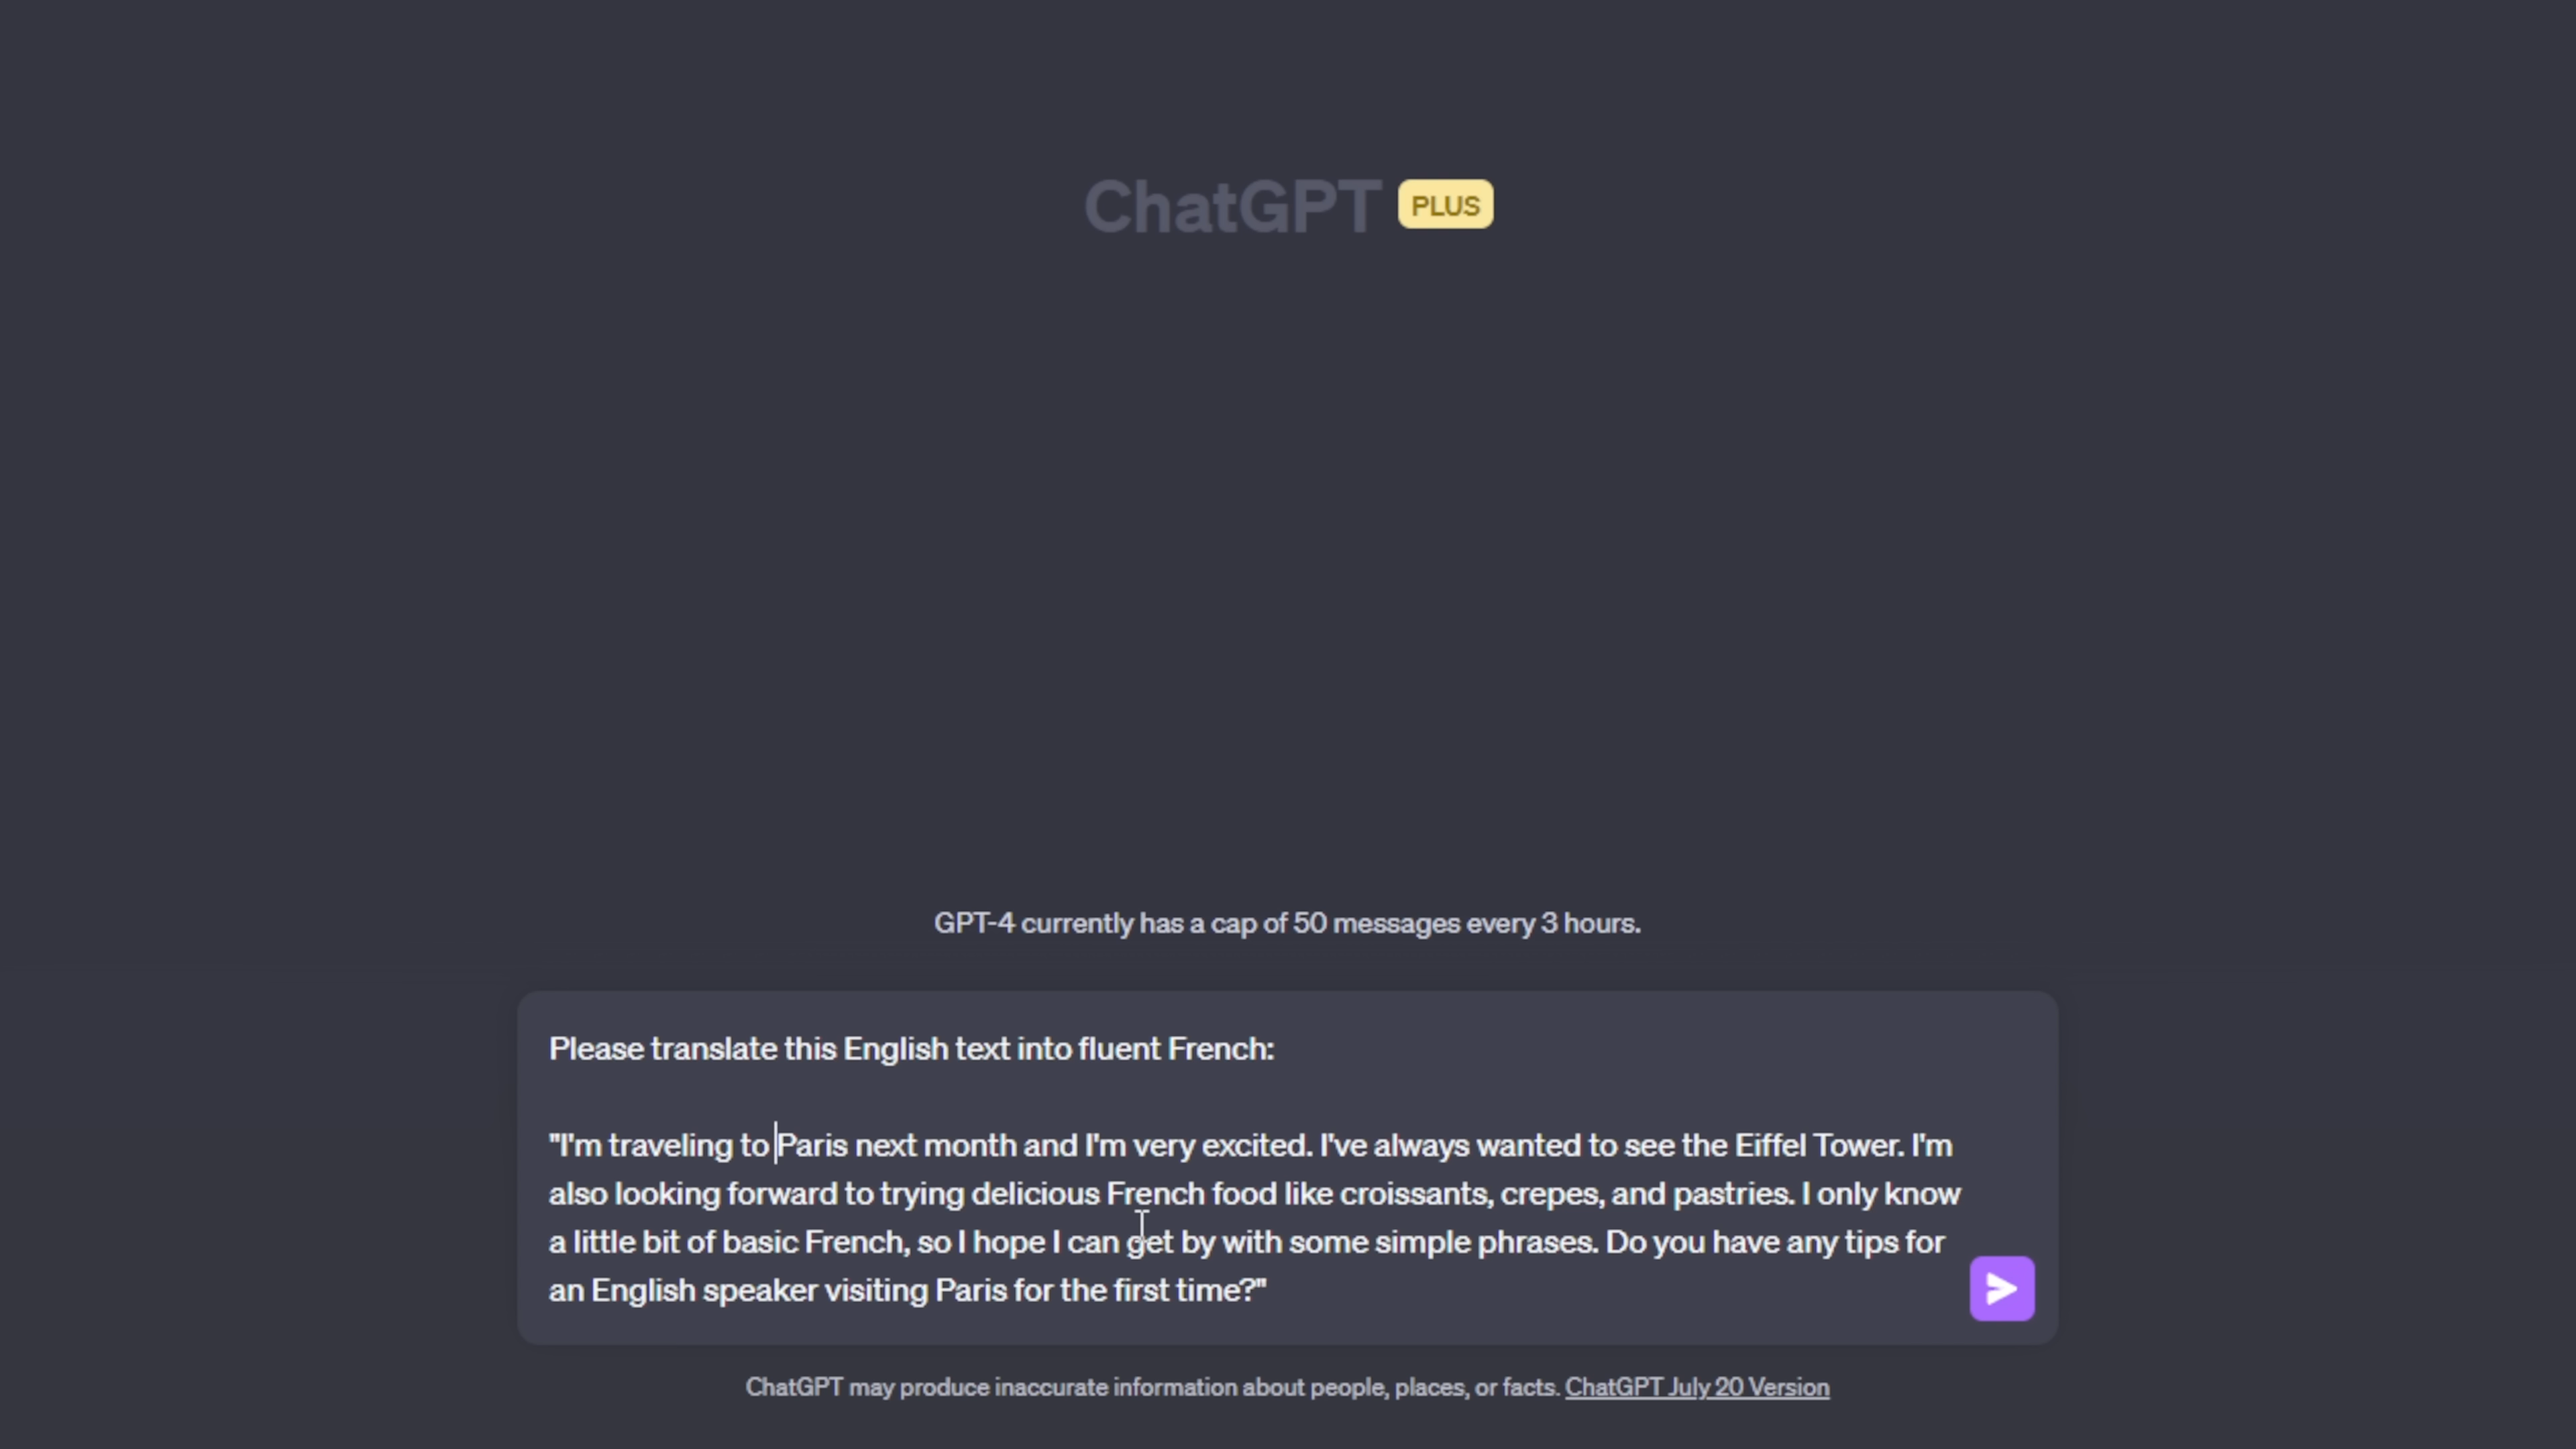 ChatGPT PLUS
GPT-4 currently has a cap of 50 messages every 3 hours.
Please translate this English text into fluent French:
"I'm traveling to Paris next month and I'm very excited. I've always wanted to see the Eiffel Tower. I'm
also looking forward to trying delicious French food like croissants, crepes, and pastries. I only know
a little bit of basic French, so I hope I can get by with some simple phrases. Do you have any tips for
an English speaker visiting Paris for the first time?"
ChatGPT may produce inaccurate information about people, places, or facts. ChatGPT July 20 Version